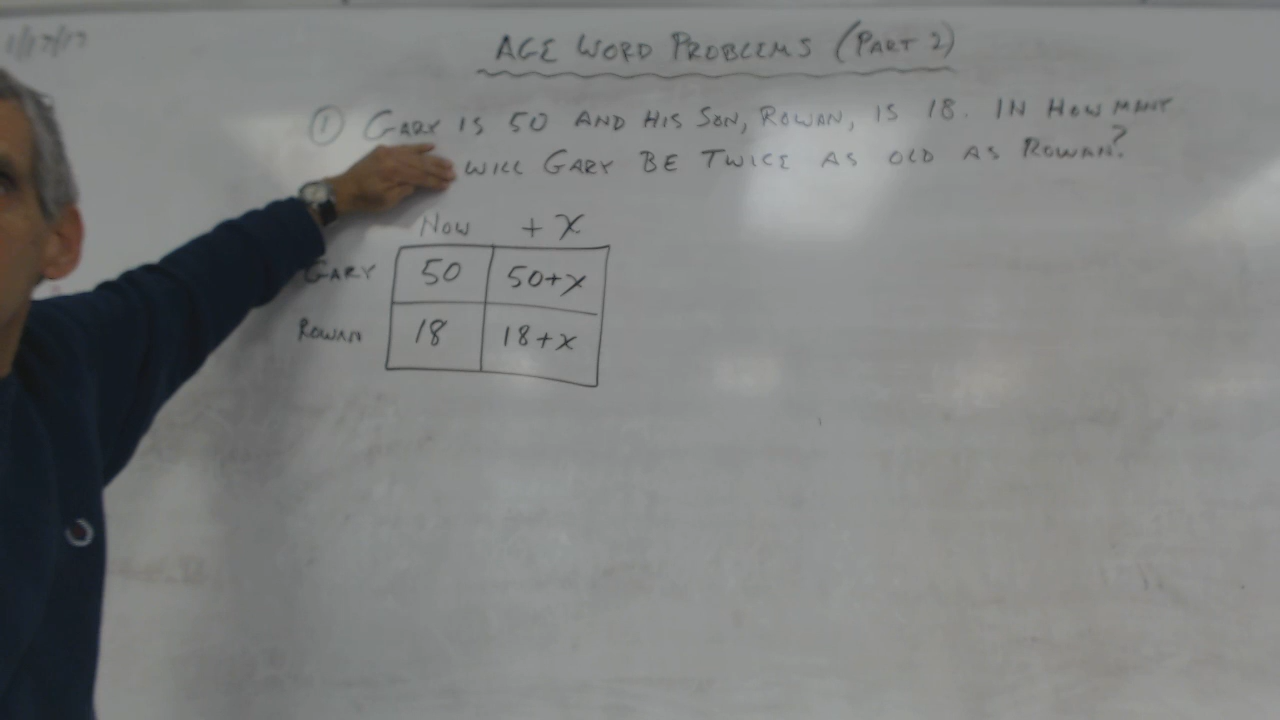 AGE WORD PROBLEMS (PART 2)
① GARY IS 50 AND HIS SON, ROWAN, IS 18. IN HOW MANY
WILL GARY BE TWICE AS OLD AS ROWAN?
NOW + X
GARY 50 50+x
ROWAN 18 18+x